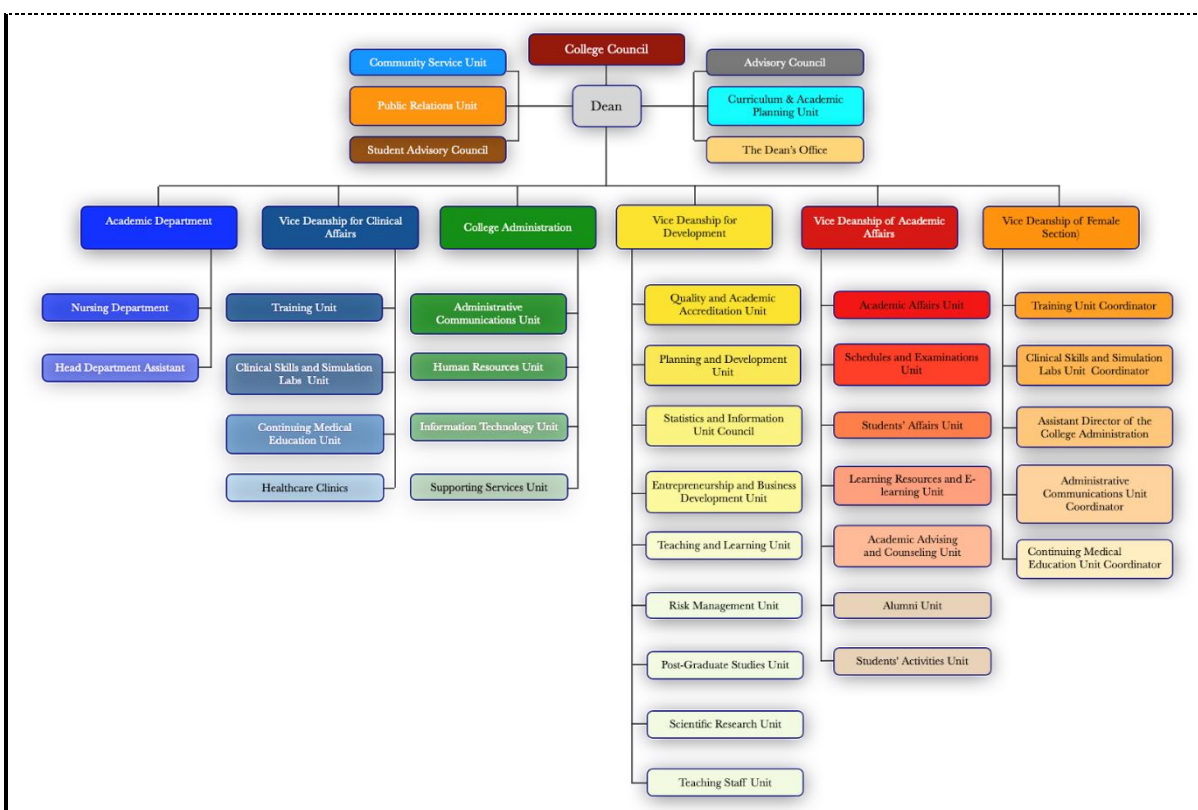 College Council
Community Service Unit
Advisory Council
Public Relations Unit
Dean
Curriculum & Academic
Planning Unit
Student Advisory Council
The Dean's Office
Academic Department
Vice Deanship for Clinical
Affairs
College Administration
Vice Deanship for
Development
Vice Deanship of Academic
Affairs
Vice Deanship of Female
Section)
Nursing Department
Head Department Assistant
Training Unit
Clinical Skills and Simulation
Labs Unit
Continuing Medical
Education Unit
Healthcare Clinics
Administrative
Communications Unit
Human Resources Unit
Information Technology Unit
Supporting Services Unit
Quality and Academic
Accreditation Unit
Planning and Development
Unit
Statistics and Information
Unit Council
Entrepreneurship and Business
Development Unit
Teaching and Learning Unit
Risk Management Unit
Post-Graduate Studies Unit
Scientific Research Unit
Teaching Staff Unit
Academic Affairs Unit
Schedules and Examinations
Unit
Students' Affairs Unit
Learning Resources and E-
learning Unit
Academic Advising
and Counseling Unit
Alumni Unit
Students' Activities Unit
Training Unit Coordinator
Clinical Skills and Simulation
Labs Unit Coordinator
Assistant Director of the
College Administration
Administrative
Communications Unit
Coordinator
Continuing Medical
Education Unit Coordinator